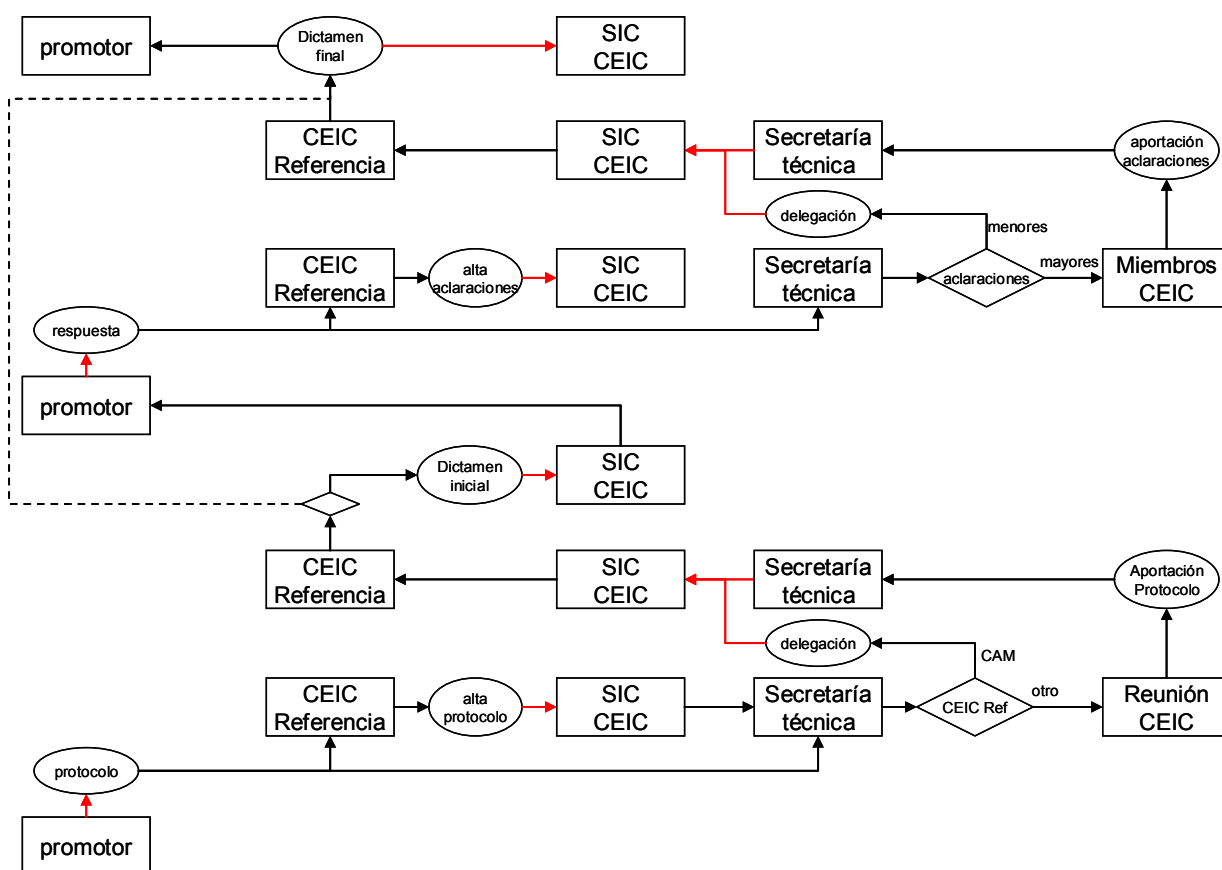 promotor
Dictamen
final
SIC
CEIC
CEIC
Referencia
SIC
CEIC
Secretaría
técnica
aportación
aclaraciones
delegación
menores
CEIC
Referencia
alta
aclaraciones
SIC
CEIC
Secretaría
técnica
aclaraciones
mayores
Miembros
CEIC
respuesta
promotor
Dictamen
inicial
SIC
CEIC
CEIC
Referencia
SIC
CEIC
Secretaría
técnica
Aportación
Protocolo
delegación
CAM
CEIC
Referencia
alta
protocolo
SIC
CEIC
Secretaría
técnica
CEIC Ref
otro
Reunión
CEIC
protocolo
promotor